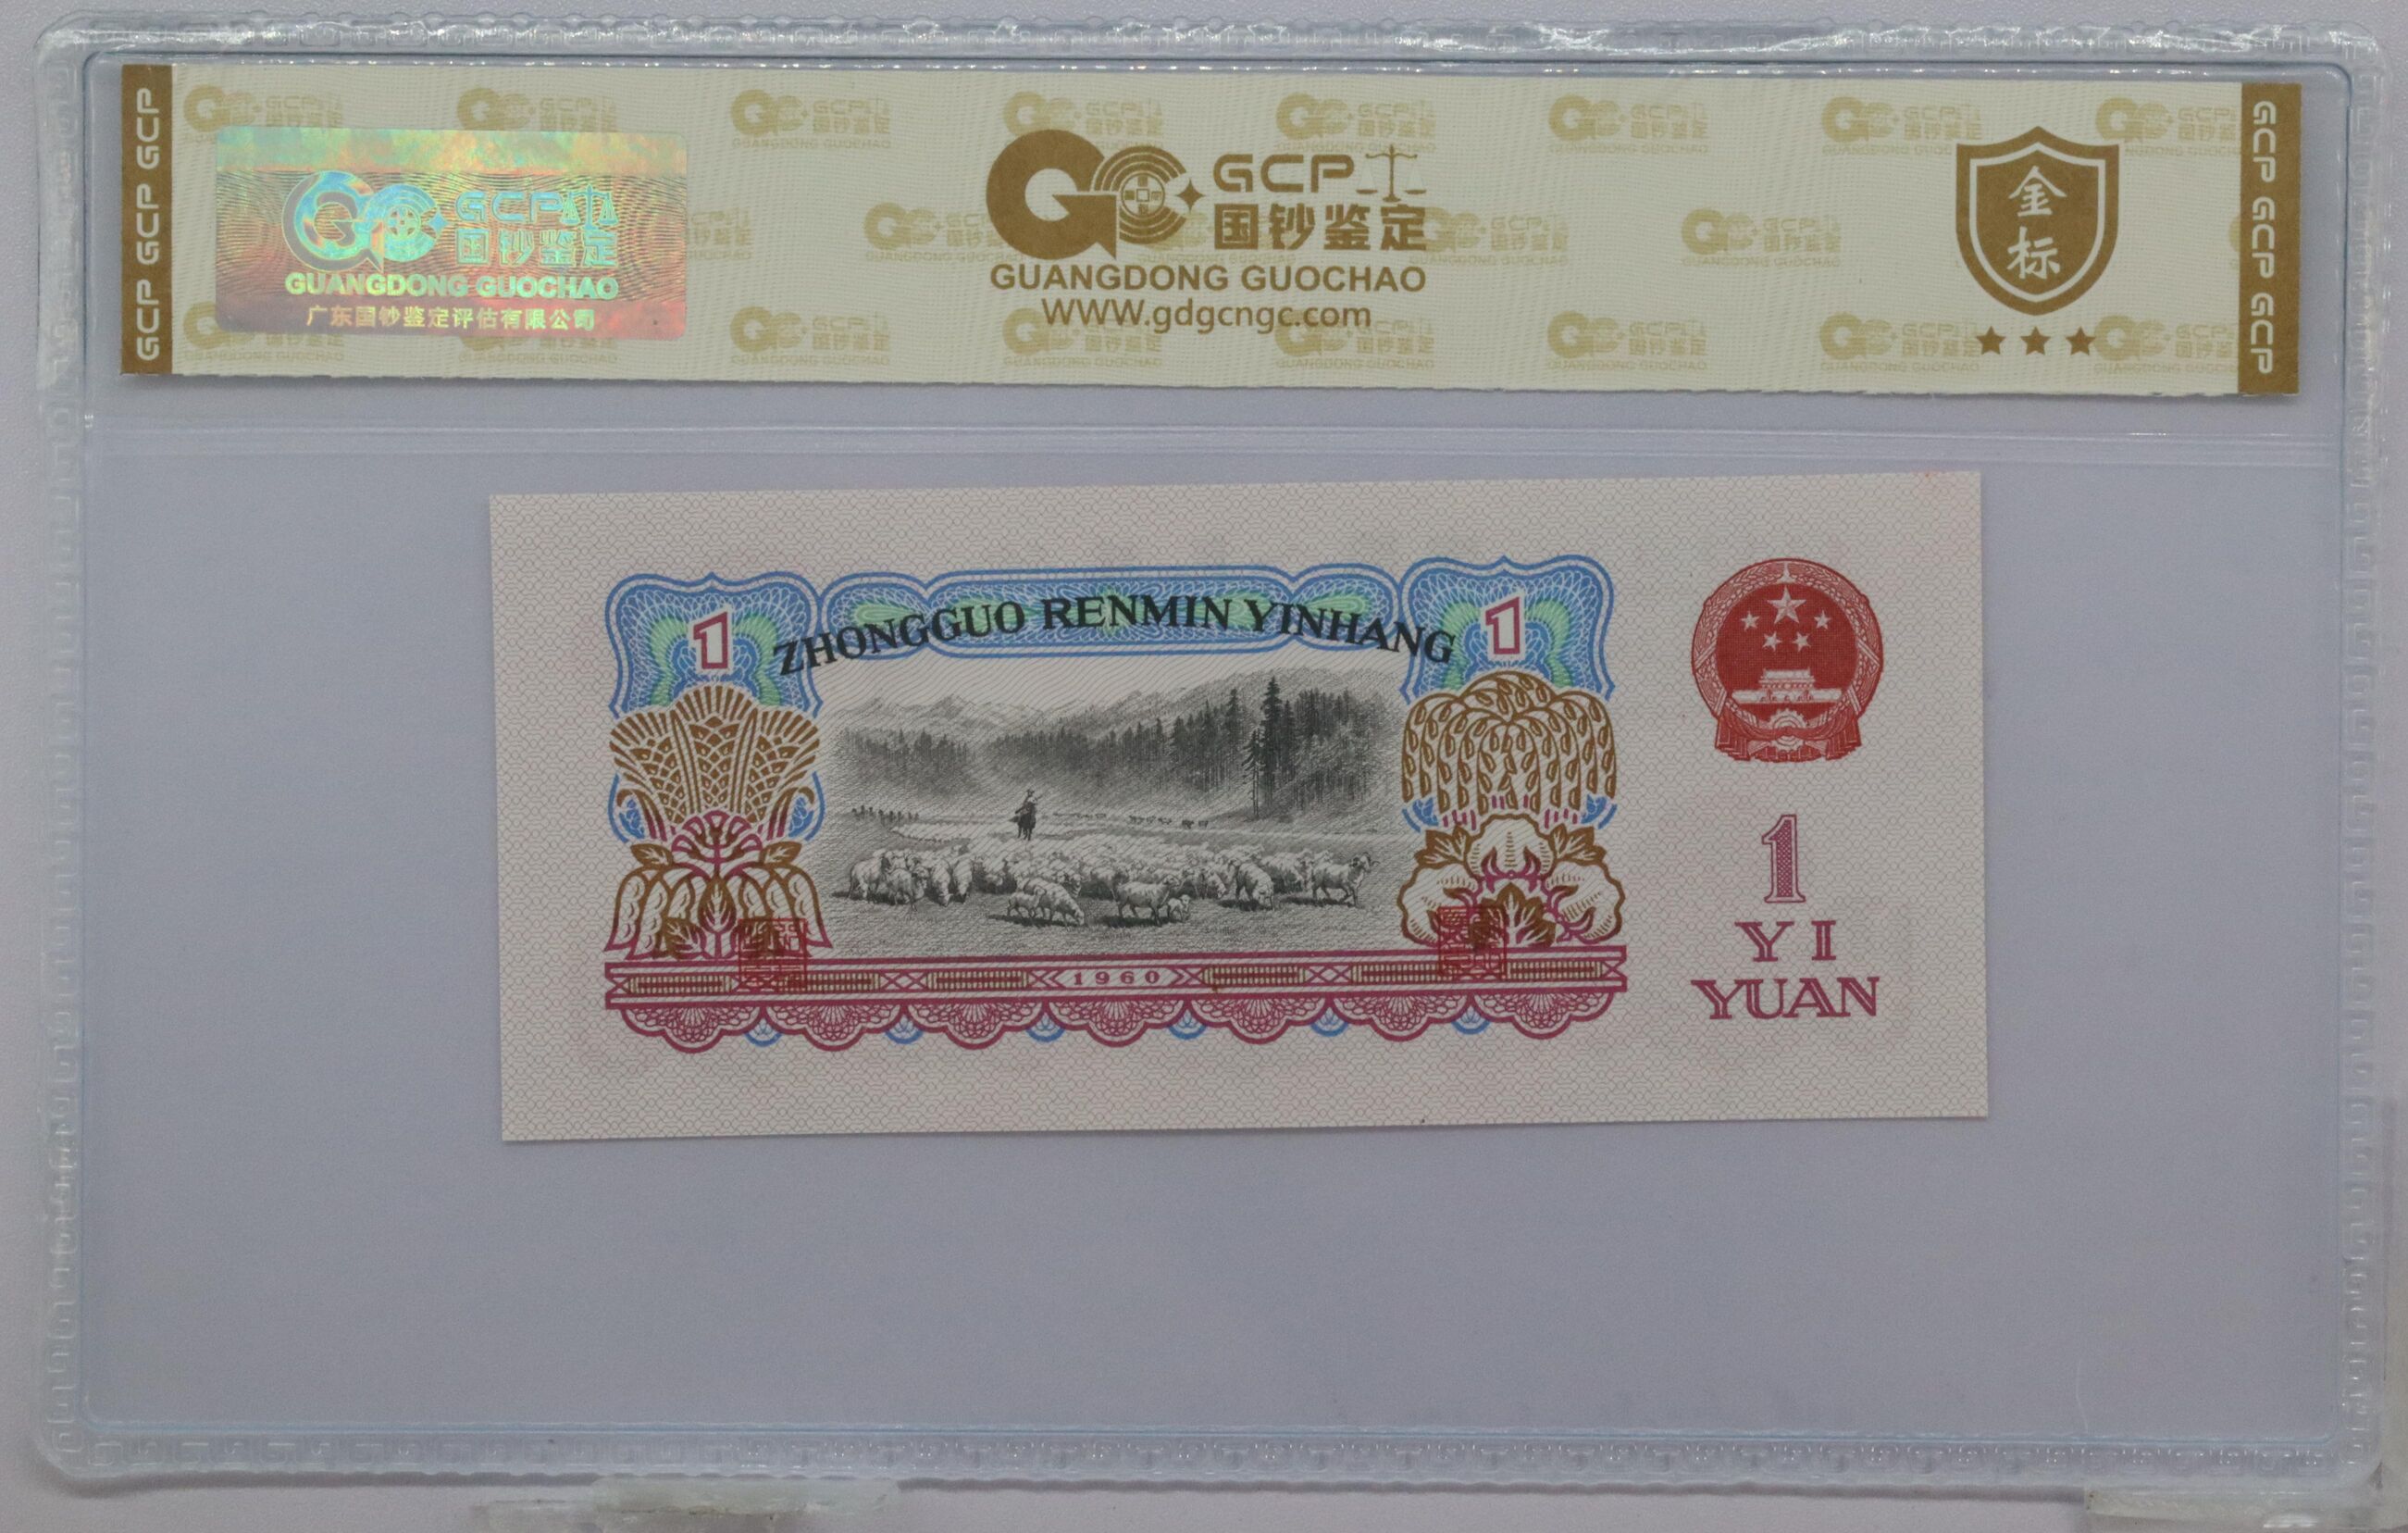 GCP GCP GCP
GCP
国钞鉴定
GUANGDONG GUOCHAO
广东国钞鉴定评估有限公司
GCP
国钞鉴定
GUANGDONG GUOCHAO
WWW.gdgcngc.com
金
标
GCP GCP GCP
ZHONGGUO RENMIN YINHANG
1
1
1960
1
YI
YUAN